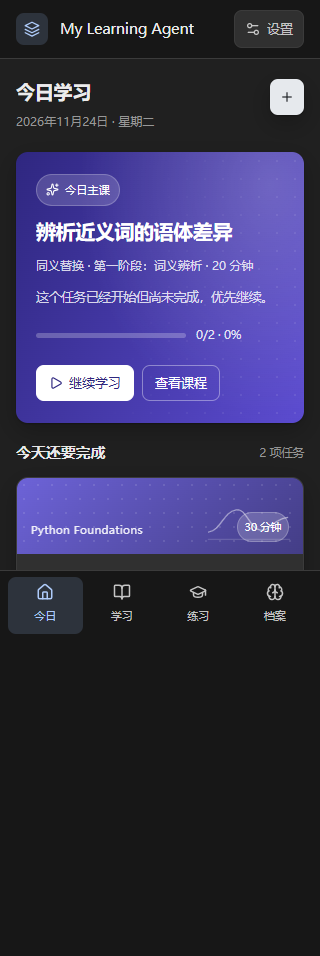 My Learning Agent
设置
今日学习
2026年11月24日 · 星期二
今日主课
辨析近义词的语体差异
同义替换 · 第一阶段：词义辨析 · 20 分钟
这个任务已经开始但尚未完成，优先继续。
0/2 · 0%
继续学习
查看课程
今天还要完成
2 项任务
Python Foundations
30 分钟
今日
学习
练习
档案